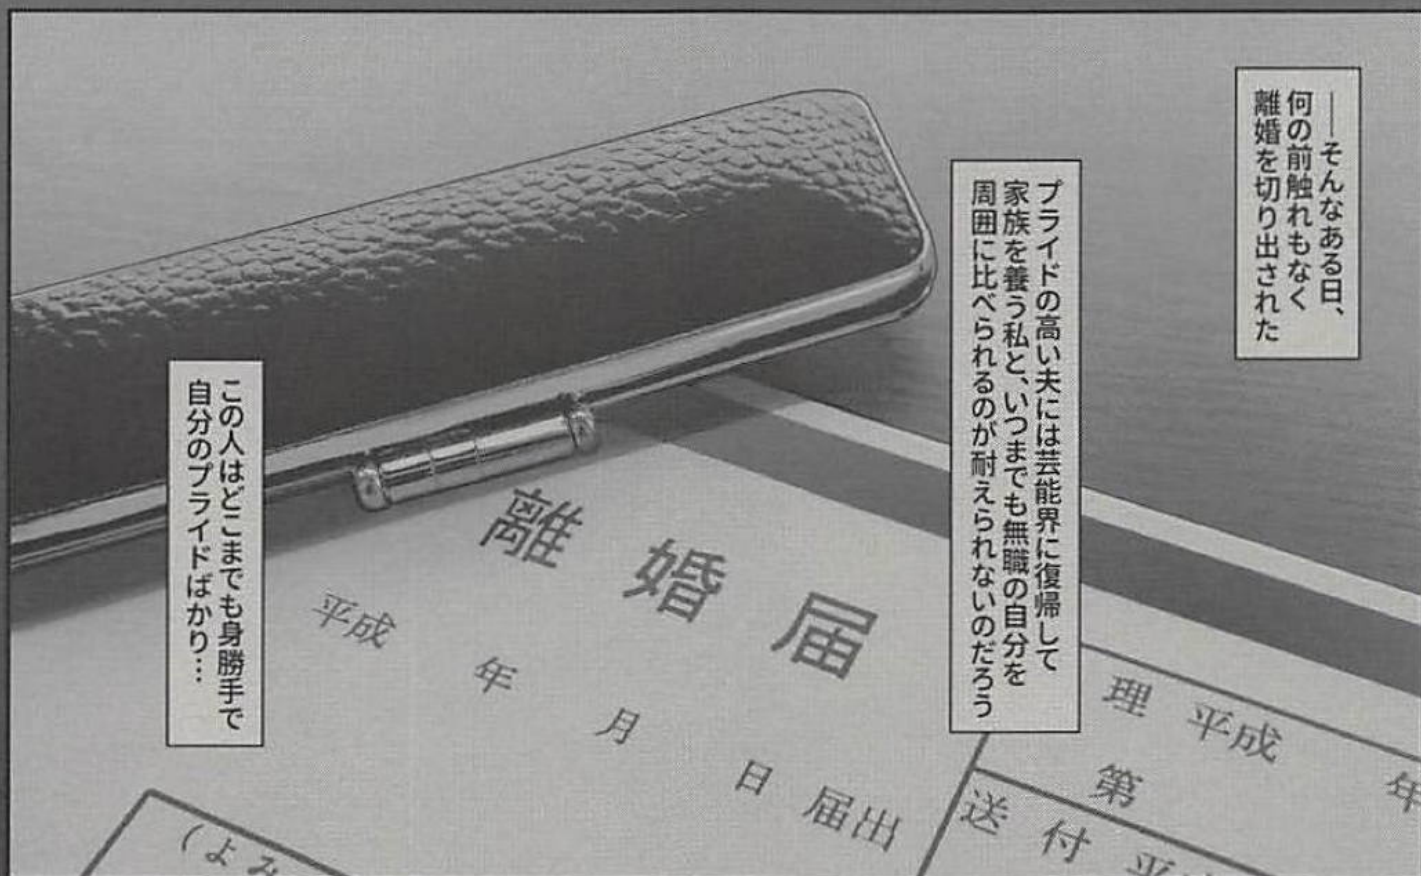 ――そんなある日、
何の前触れもなく
離婚を切り出された
プライドの高い夫には芸能界に復帰して
家族を養う私と、いつまでも無職の自分を
周囲に比べられるのが耐えられないのだろう
この人はどこまでも身勝手で
自分のプライドばかり…
離婚届
平成 年 月 日 届出
理 平成 年
第
送付 平
(よみ